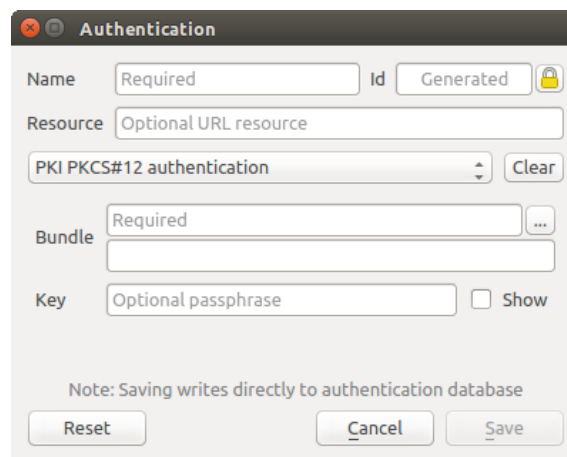 Authentication
Name Required Id Generated
Resource Optional URL resource
PKI PKCS#12 authentication Clear
Required ...
Bundle
Key Optional passphrase Show
Note: Saving writes directly to authentication database
Reset Cancel Save